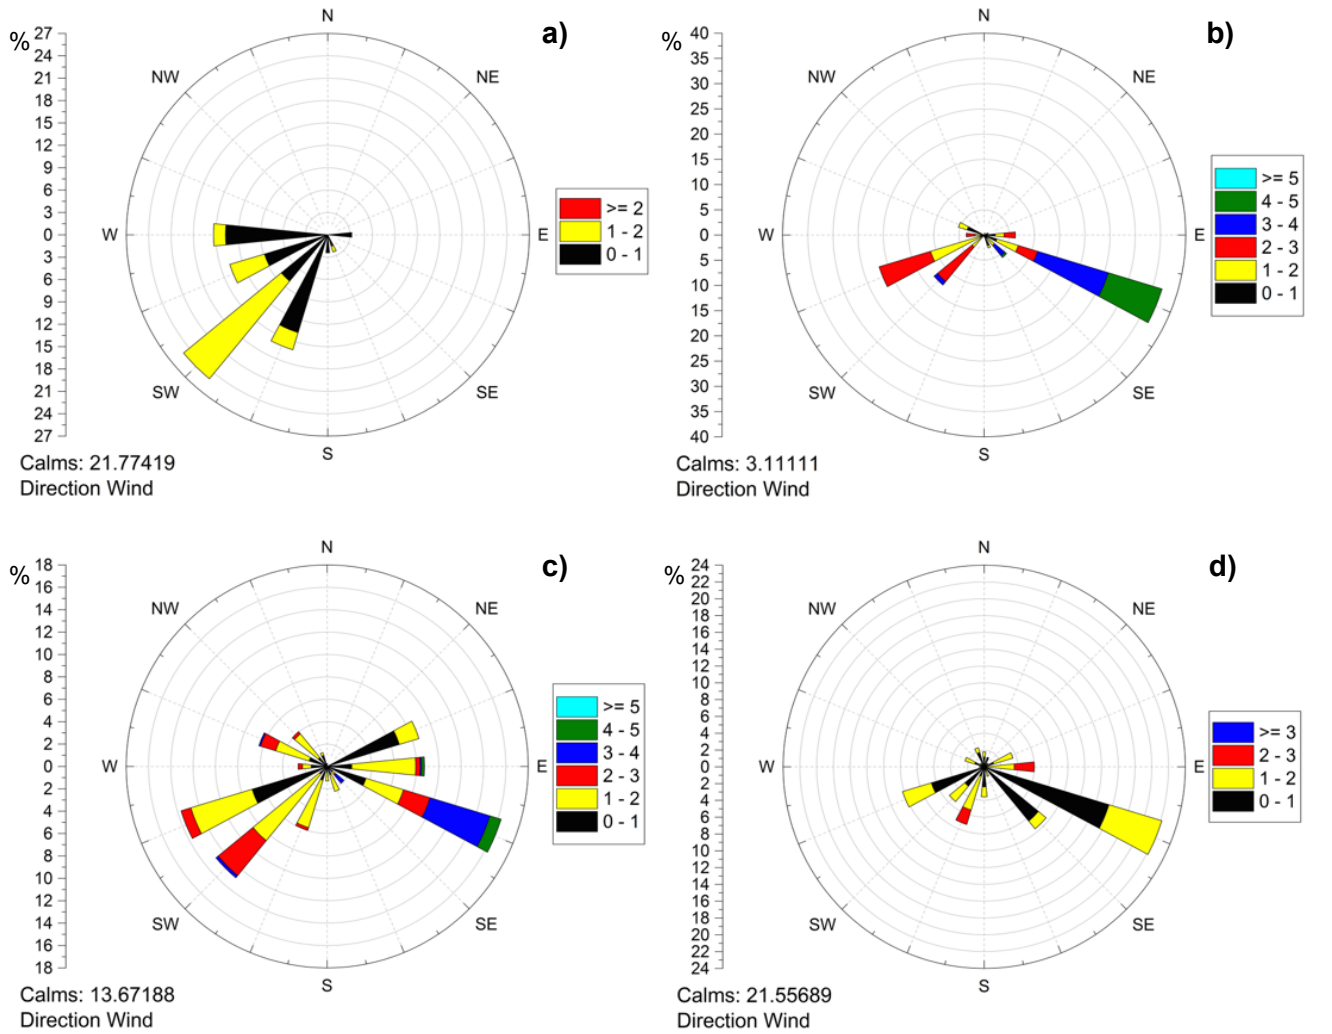 N
a)
%
27
24
21
18
15
12
9
6
3
0
3
6
9
12
15
18
21
24
27
NW
NE
W
E
SW
SE
S
>= 2
1 - 2
0 - 1
Calms: 21.77419
Direction Wind
N
b)
%
40
35
30
25
20
15
10
5
0
5
10
15
20
25
30
35
40
NW
NE
W
E
SW
SE
S
>= 5
4 - 5
3 - 4
2 - 3
1 - 2
0 - 1
Calms: 3.11111
Direction Wind
N
c)
%
18
16
14
12
10
8
6
4
2
0
2
4
6
8
10
12
14
16
18
NW
NE
W
E
SW
SE
S
>= 5
4 - 5
3 - 4
2 - 3
1 - 2
0 - 1
Calms: 13.67188
Direction Wind
N
d)
%
24
22
20
18
16
14
12
10
8
6
4
2
0
2
4
6
8
10
12
14
16
18
20
22
24
NW
NE
W
E
SW
SE
S
>= 3
2 - 3
1 - 2
0 - 1
Calms: 21.55689
Direction Wind